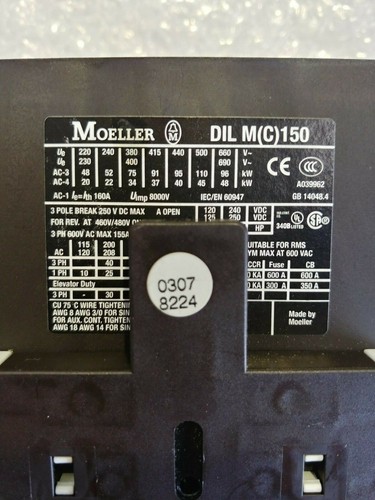 MOELLER DIL M(C)150
Ue 220 240 380 415 440 500 660 V~
Ue 230 400 690 V~
AC-3 48 52 75 91 95 110 96 kW
AC-4 20 22 34 37 40 45 48 kW
AC-1 Ie=Ith 160A Uimp 8000V IEC/EN 60947
CE CCC
A039962
GB 14048.4
3 POLE BREAK 250 V DC MAX A OPEN 120 240 VDC
FOR REV. AT 460V/480V
HP
340B LISTED
3 PH 600V AC MAX 155A
SUITABLE FOR RMS
SYM MAX AT 600 VAC
115 200
AC 120 208
CCR Fuse CB
3 PH - 40
KA 600 A 600 A
1 PH 10 25
KA 300 A 350 A
Elevator Duty
3 PH - 30
CU 75°C WIRE TIGHTENING
AWG 8 AWG 3/0 FOR SIN
FOR AUX. CONT. TIGHTEN
AWG 18 AWG 14 FOR SIN
Made by
Moeller
0307
8224